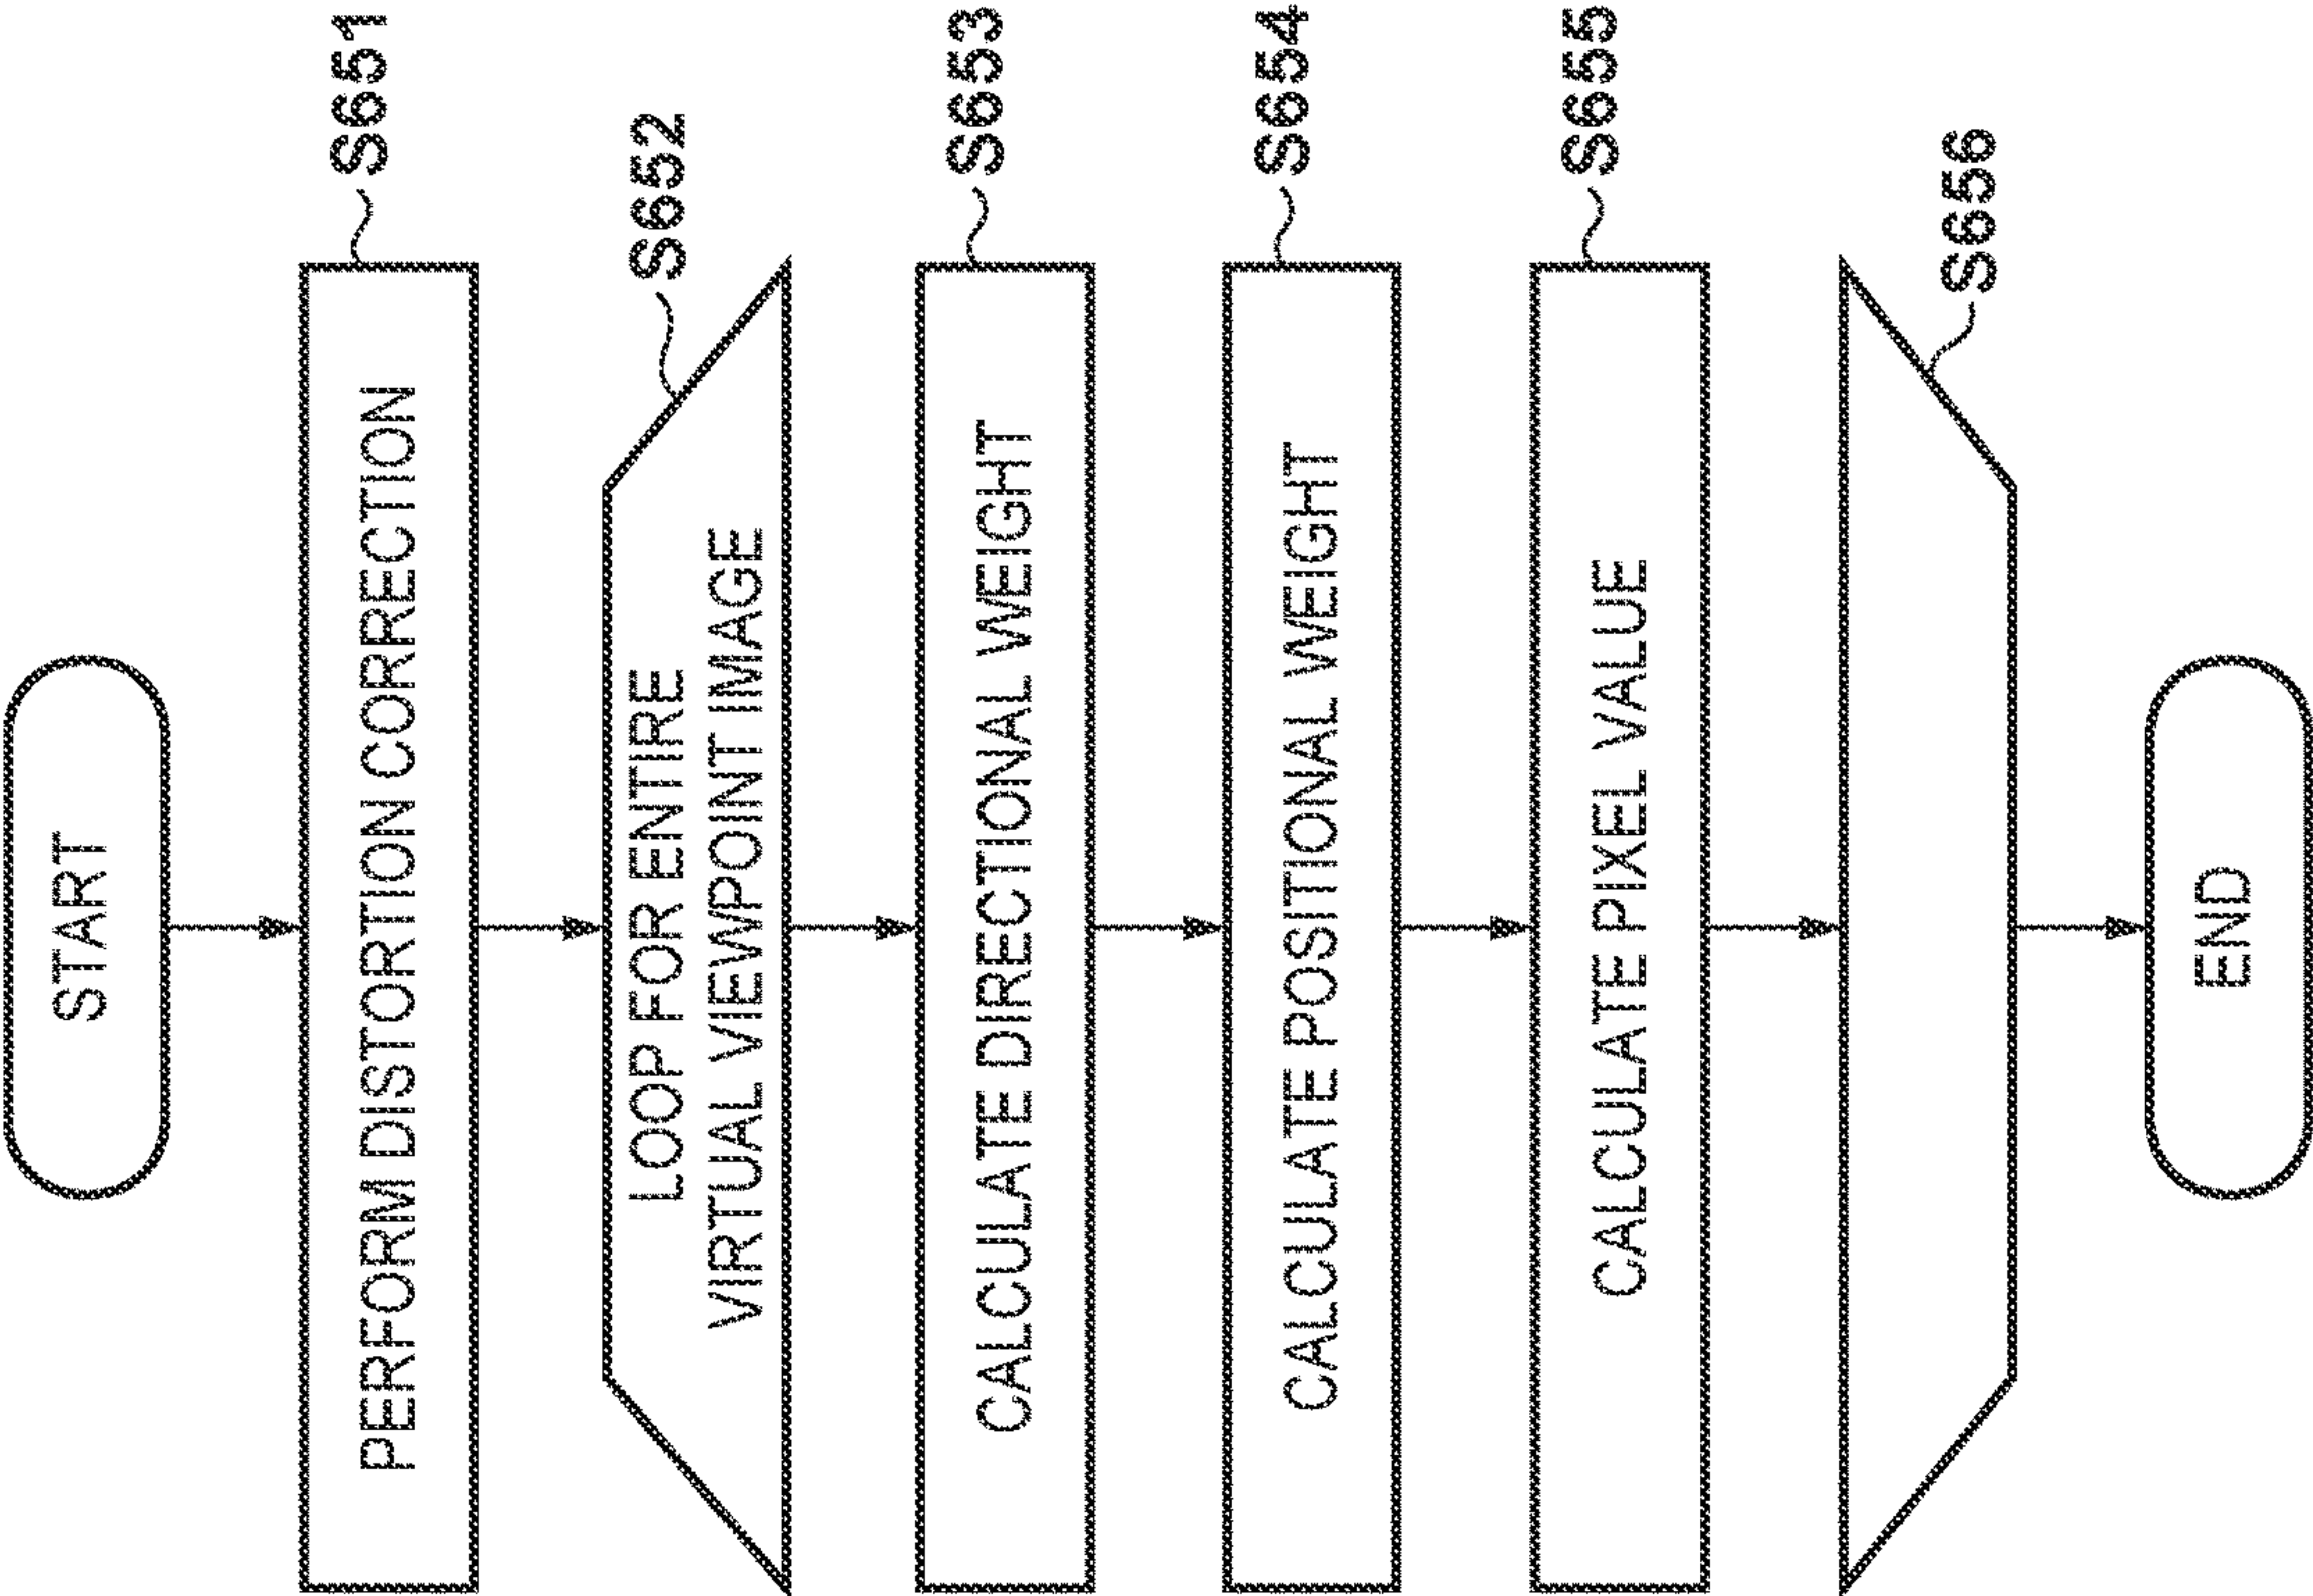 START
S651
PERFORM DISTORTION CORRECTION
S652
LOOP FOR ENTIRE
VIRTUAL VIEWPOINT IMAGE
S653
CALCULATE DIRECTIONAL WEIGHT
S654
CALCULATE POSITIONAL WEIGHT
S655
CALCULATE PIXEL VALUE
S656
END